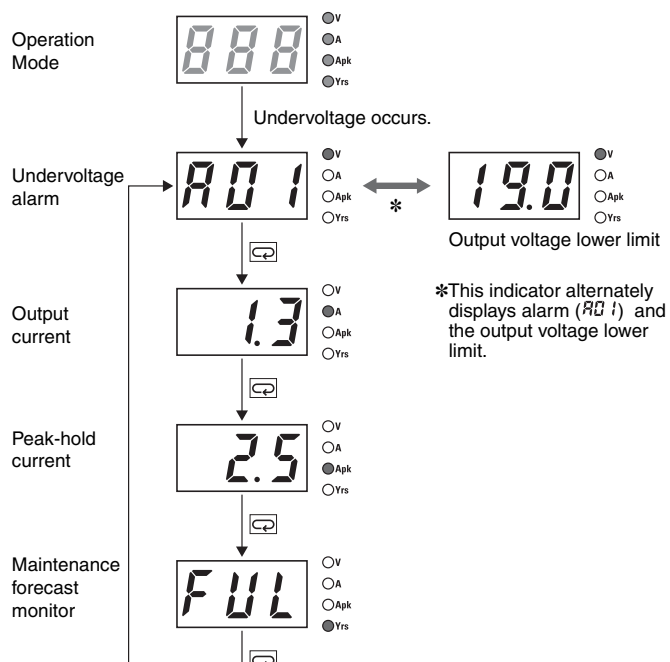 Operation
Mode
888
V
A
Apk
Yrs
Undervoltage occurs.
Undervoltage
alarm
A01
V
A
Apk
Yrs
*
19.0
V
A
Apk
Yrs
Output voltage lower limit
*This indicator alternately
displays alarm (A01) and
the output voltage lower
limit.
Output
current
1.3
V
A
Apk
Yrs
Peak-hold
current
2.5
V
A
Apk
Yrs
Maintenance
forecast
monitor
FUL
V
A
Apk
Yrs